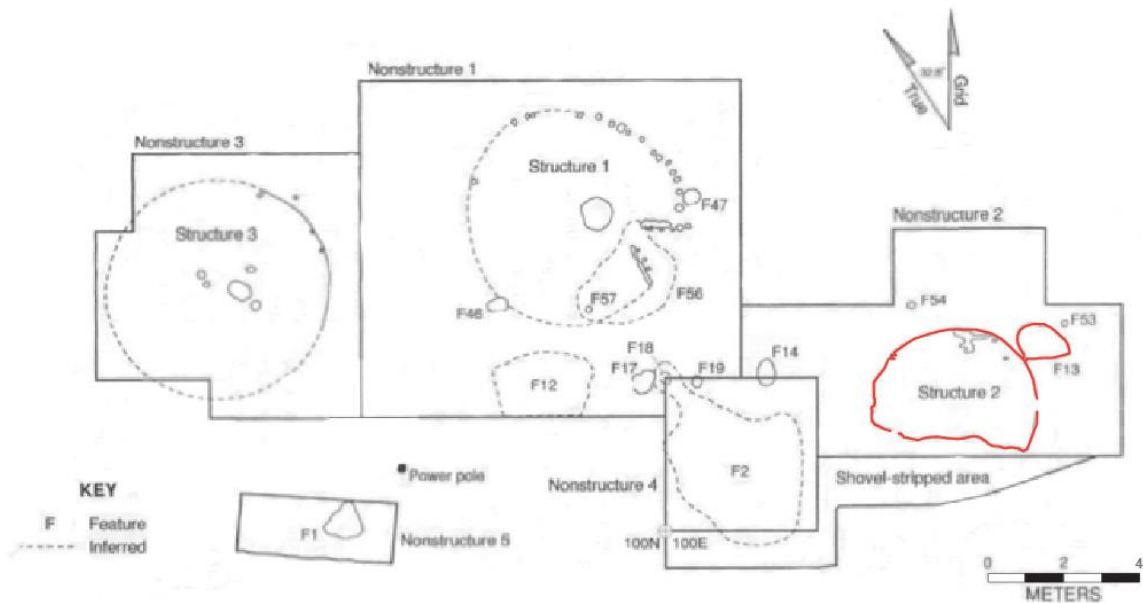 Nonstructure 1
32.8°
True
Grid
Nonstructure 3
Structure 1
F47
Structure 3
Nonstructure 2
F57
F56
F46
F54
F53
F18
F17
F19
F14
F13
F12
Structure 2
F2
Power pole
Nonstructure 4
Shovel-stripped area
KEY
F Feature
Inferred
F1
Nonstructure 5
100N 100E
0 2 4
METERS